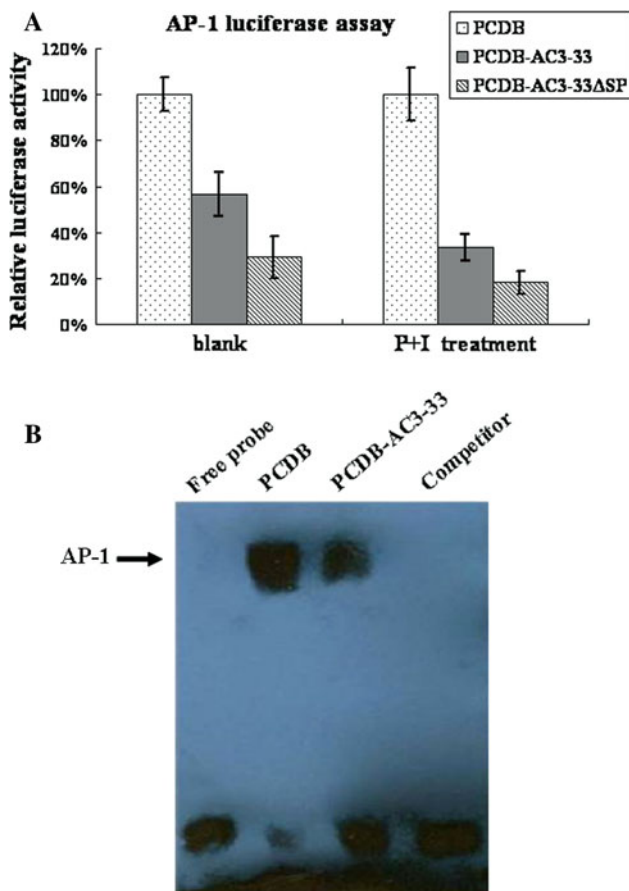 A
AP-1 luciferase assay
PCDB
PCDB-AC3-33
PCDB-AC3-33ΔSP
Relative luciferase activity
120%
100%
80%
60%
40%
20%
0%
blank
P+I treatment
B
Free probe
PCDB
PCDB-AC3-33
Competitor
AP-1